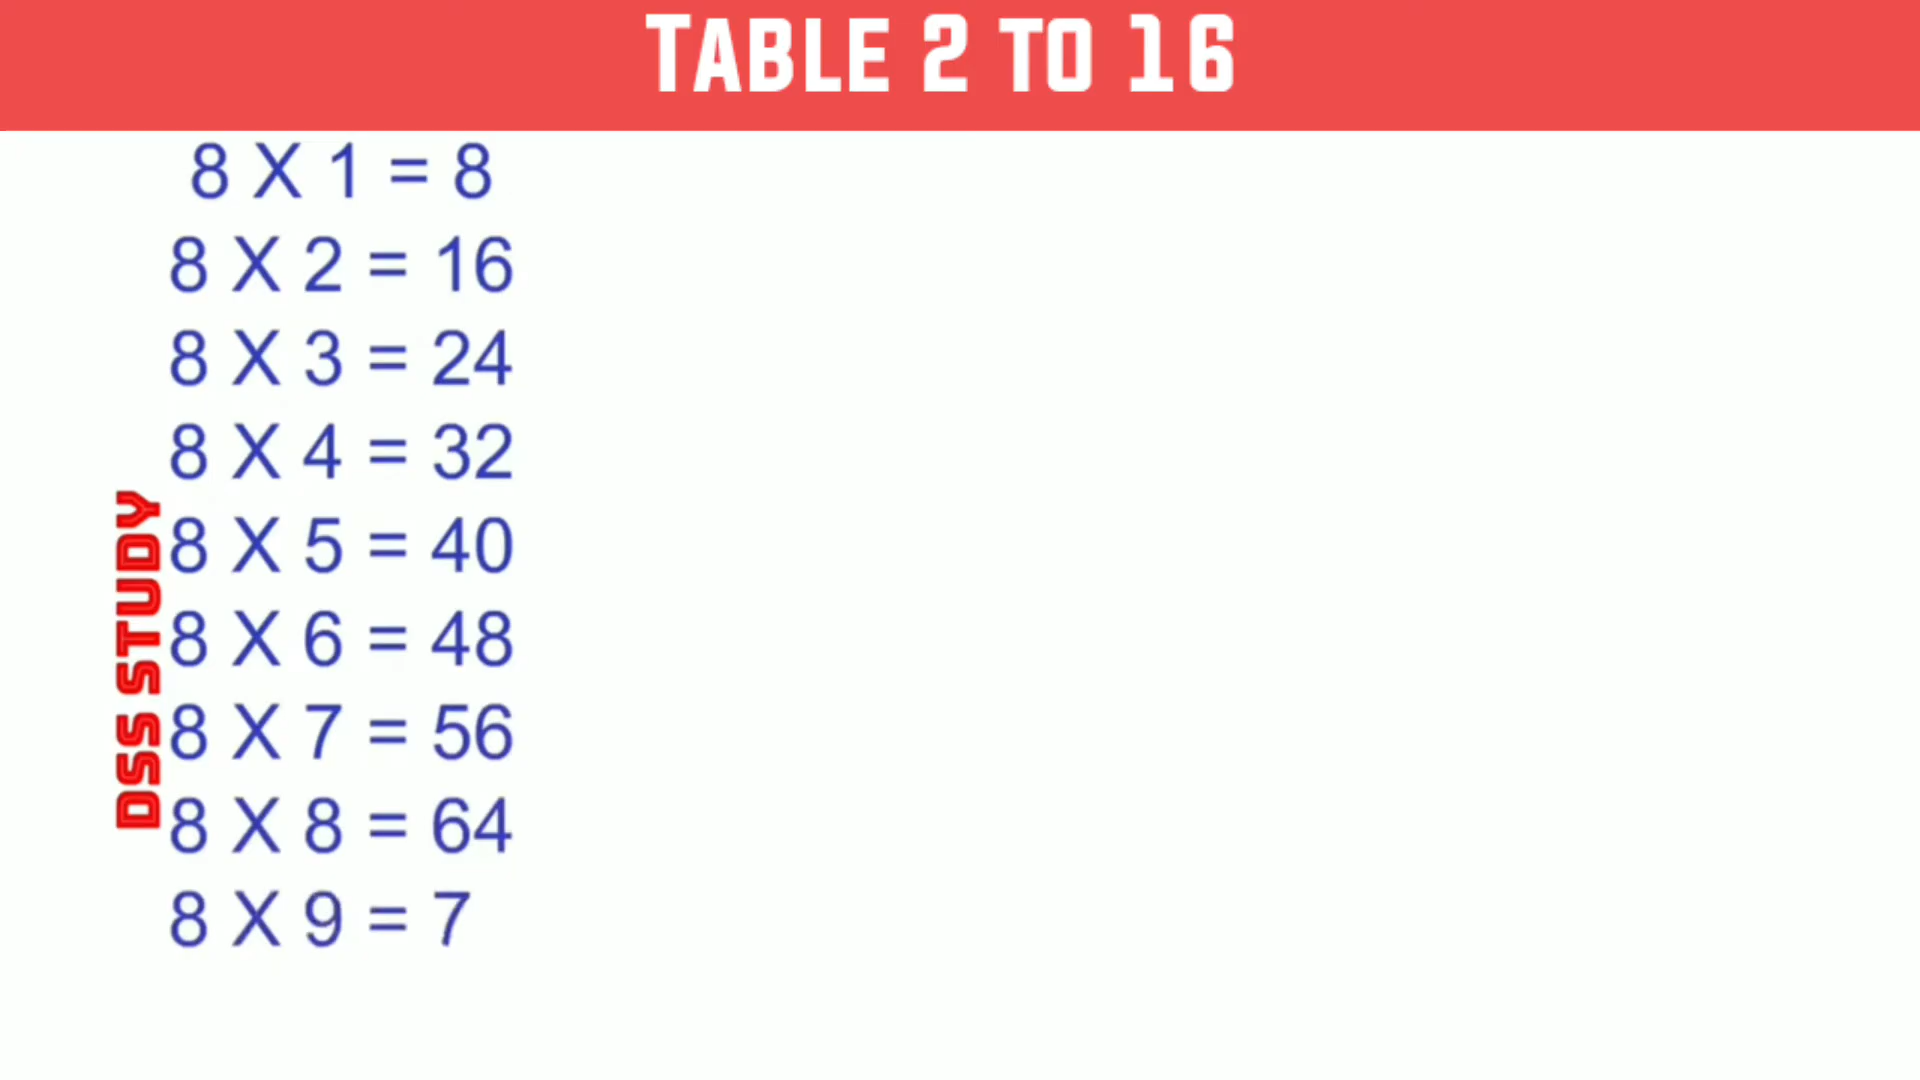 TABLE 2 TO 16
8 X 1 = 8
8 X 2 = 16
8 X 3 = 24
8 X 4 = 32
8 X 5 = 40
8 X 6 = 48
8 X 7 = 56
8 X 8 = 64
8 X 9 = 7
DSS STUDY